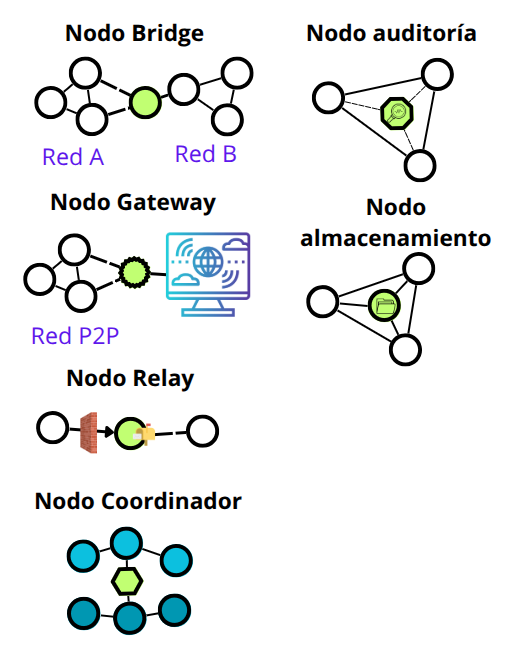 Nodo Bridge
Red A
Red B
Nodo Gateway
Red P2P
Nodo Relay
Nodo Coordinador
Nodo auditoría
Nodo
almacenamiento